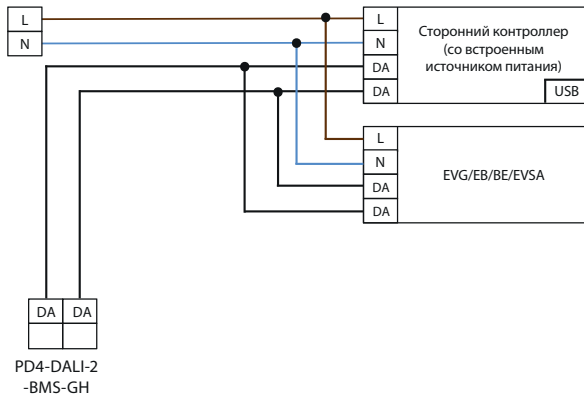 L
N
L
N
DA
DA
Сторонний контроллер
(со встроенным
источником питания)
USB
L
N
DA
DA
EVG/EB/BE/EVSA
DA DA
PD4-DALI-2
-BMS-GH